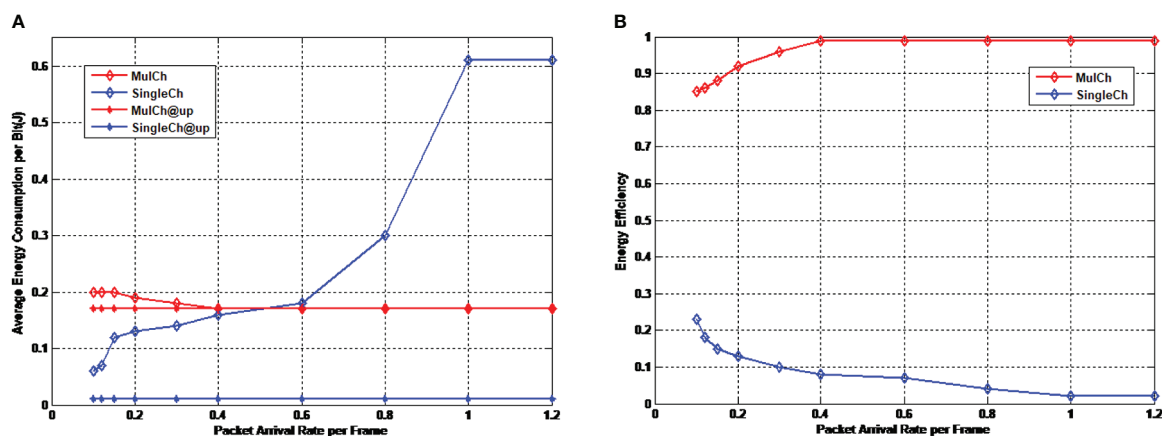 A
0.6
0.5
0.4
0.3
0.2
0.1
0
MulCh
SingleCh
MulCh@up
SingleCh@up
Average Energy Consumption per Bit(J)
0.2
0.4
0.6
0.8
1
1.2
Packet Arrival Rate per Frame
B
1
0.9
0.8
0.7
0.6
0.5
0.4
0.3
0.2
0.1
0
MulCh
SingleCh
Energy Efficiency
0
0.2
0.4
0.6
0.8
1
1.2
Packet Arrival Rate per Frame